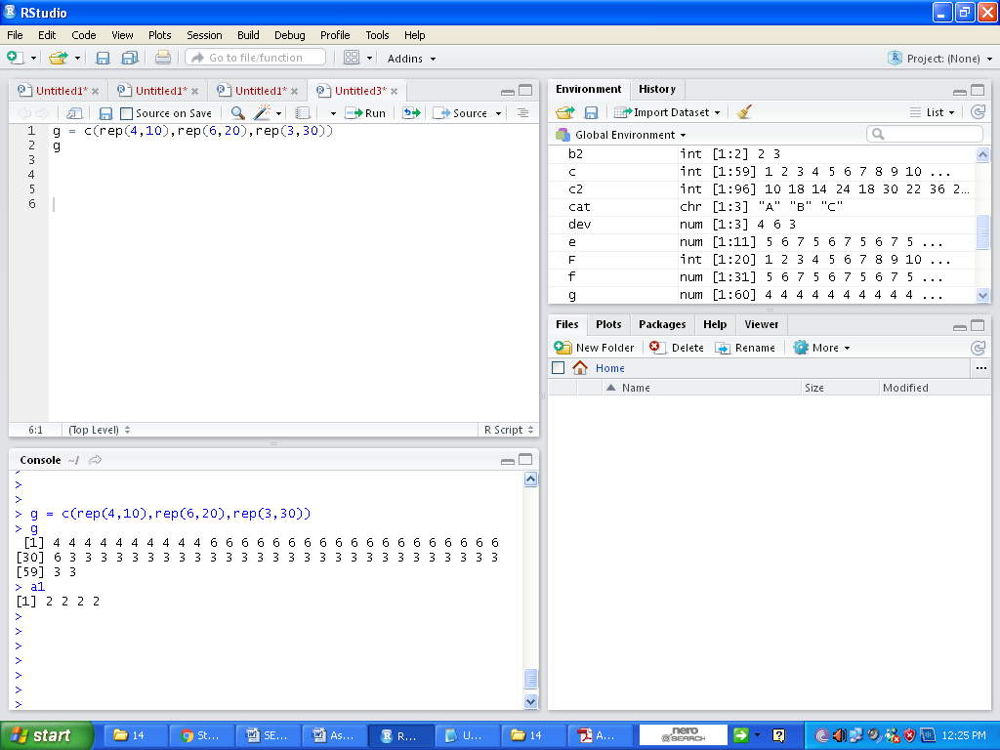 RStudio
File Edit Code View Plots Session Build Debug Profile Tools Help
Go to file/function Addins Project: (None)
Untitled1* Untitled1* Untitled1* Untitled3*
Source on Save Run Source
1 g = c(rep(4,10),rep(6,20),rep(3,30))
2 g
3
4
5
6
6:1 (Top Level) R Script
Console ~/
>
>
>
> g = c(rep(4,10),rep(6,20),rep(3,30))
> g
[1] 4 4 4 4 4 4 4 4 4 4 6 6 6 6 6 6 6 6 6 6 6 6 6 6 6 6 6 6 6
[30] 6 3 3 3 3 3 3 3 3 3 3 3 3 3 3 3 3 3 3 3 3 3 3 3 3 3 3 3 3
[59] 3 3
> a1
[1] 2 2 2 2
>
>
>
>
>
>
>
Environment History
Import Dataset List
Global Environment
b2 int [1:2] 2 3
c int [1:59] 1 2 3 4 5 6 7 8 9 10 ...
c2 int [1:96] 10 18 14 24 18 30 22 36 2...
cat chr [1:3] "A" "B" "C"
dev num [1:3] 4 6 3
e num [1:11] 5 6 7 5 6 7 5 6 7 5 ...
F int [1:20] 1 2 3 4 5 6 7 8 9 10 ...
f num [1:31] 5 6 7 5 6 7 5 6 7 5 ...
g num [1:60] 4 4 4 4 4 4 4 4 4 4 ...
Files Plots Packages Help Viewer
New Folder Delete Rename More
Home ...
Name Size Modified
start 14 St... SE... As... R... U... 14 A... nero SEARCH 12:25 PM